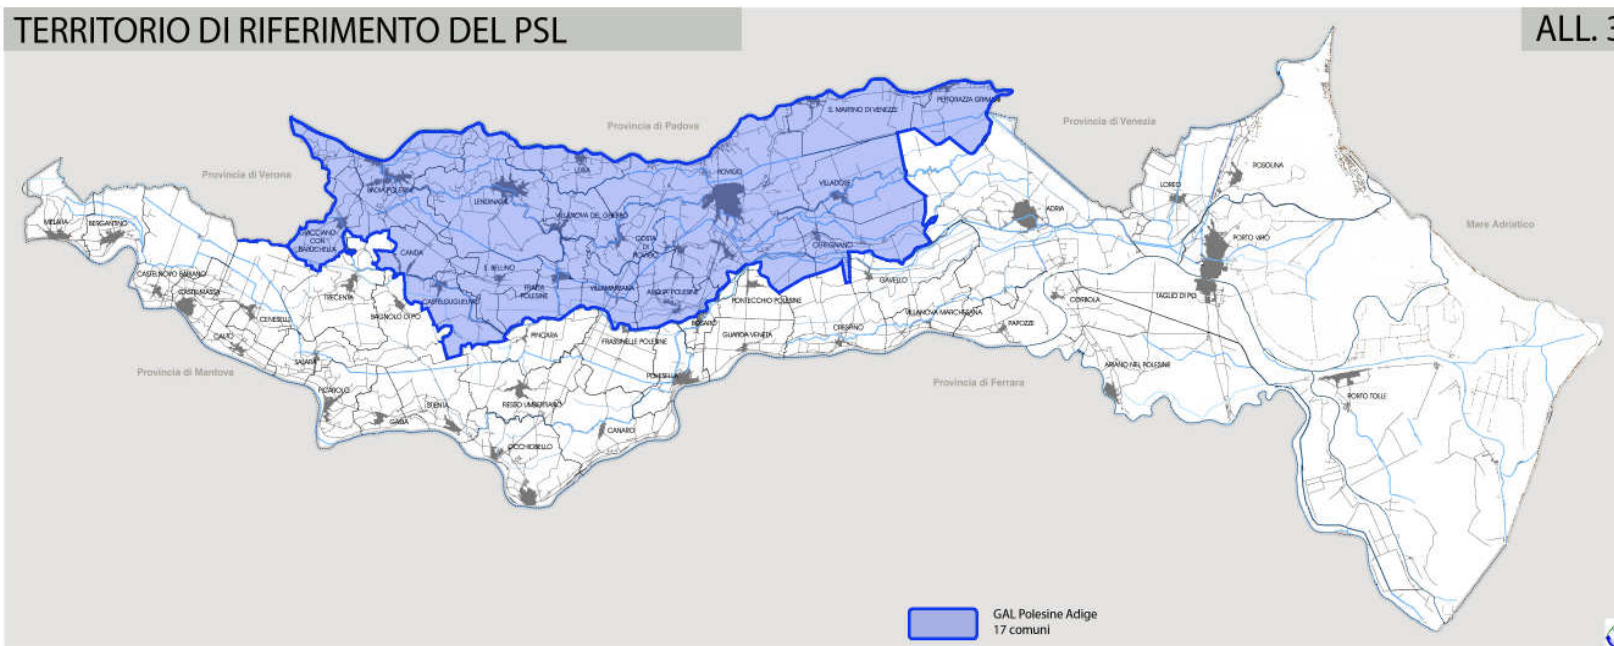 TERRITORIO DI RIFERIMENTO DEL PSL
ALL. 3
Provincia di Padova
Provincia di Venezia
Provincia di Verona
Mare Adriatico
Provincia di Mantova
Provincia di Ferrara
S. MARTINO DI VENEZZE
PETTORAZZA GRIMANI
ROSOLINA
LOREO
BADIA POLESINE
LENDINARA
LUSIA
ROVIGO
VILLADOSE
ADRIA
PORTO VIRO
MELARA
BERGANTINO
GIACCIANO
CON
BARUCHELLA
VILLANOVA DEL GHEBBO
COSTA
DI
ROVIGO
CEREGNANO
CANDA
S. BELLINO
FRATTA
POLESINE
VILLAMARZANA
ARQUA' POLESINE
CASTELGUGLIELMO
CASTELNOVO BARIANO
CASTELMASSA
TRECENTA
BAGNOLO DI PO
CENESELLI
CALTO
SALARA
PINCARA
FRASSINELLE POLESINE
BOSARO
PONTECCHIO POLESINE
GUARDA VENETA
CRESPINO
GAVELLO
VILLANOVA MARCHESANA
PAPOZZE
CORBOLA
TAGLIO DI PO
ARIANO NEL POLESINE
PORTO TOLLE
POLESELLA
FICAROLO
GAIBA
STIENTA
FIESSO UMBERTIANO
OCCHIOBELLO
CANARO
GAL Polesine Adige
17 comuni